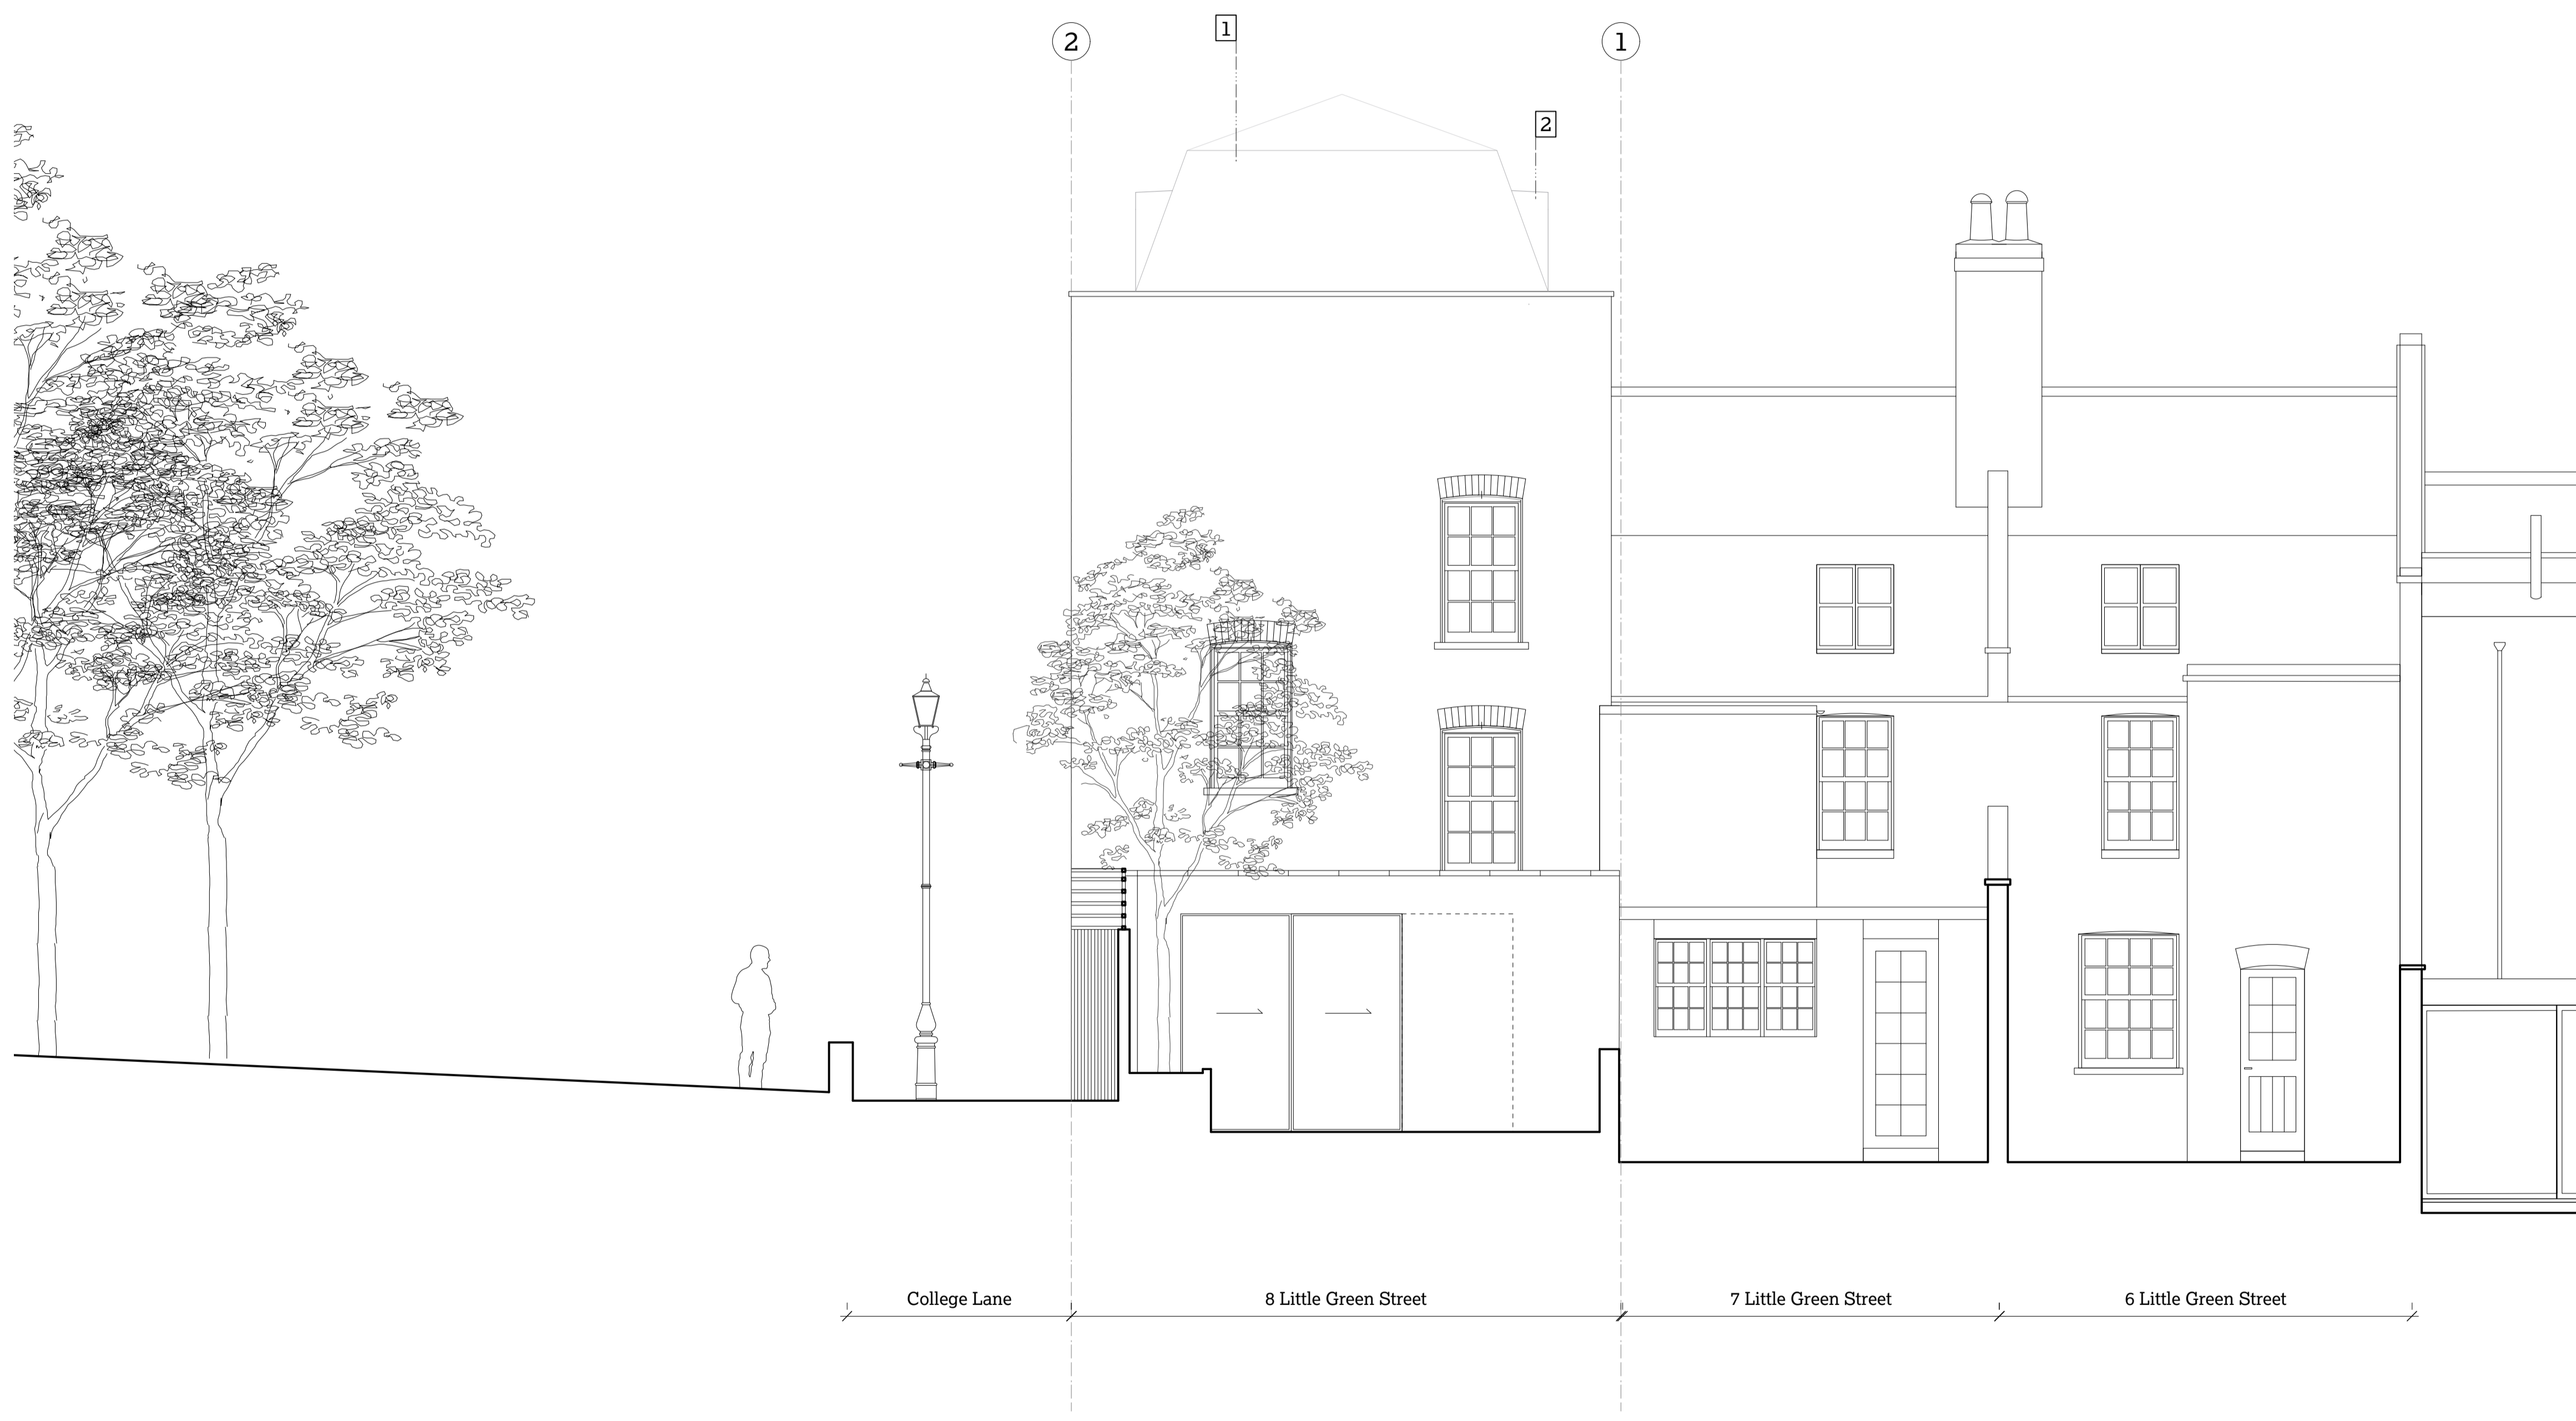 1
2
1
2
College Lane
8 Little Green Street
7 Little Green Street
6 Little Green Street